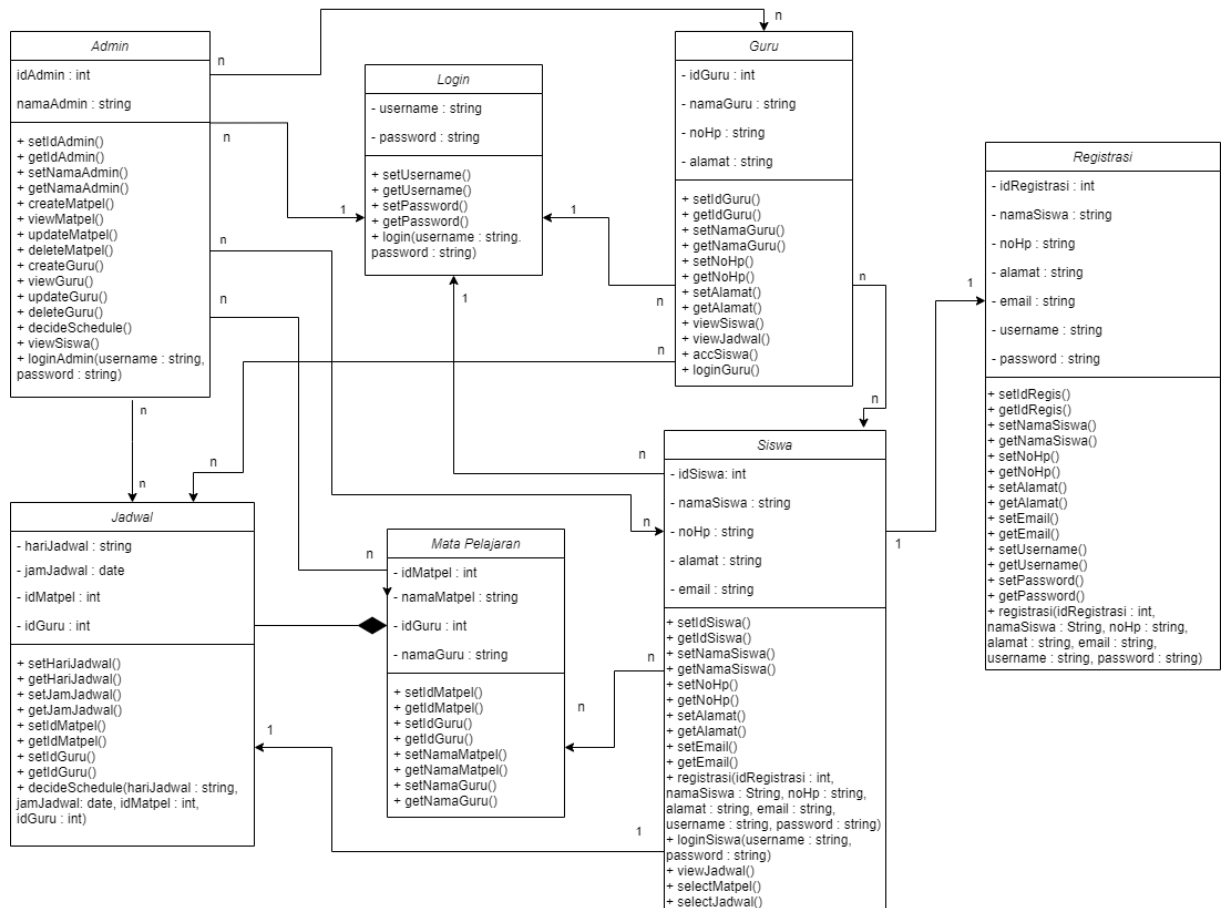 Admin
idAdmin : int
namaAdmin : string
+ setIdAdmin()
+ getIdAdmin()
+ setNamaAdmin()
+ getNamaAdmin()
+ createMatpel()
+ viewMatpel()
+ updateMatpel()
+ deleteMatpel()
+ createGuru()
+ viewGuru()
+ updateGuru()
+ deleteGuru()
+ decideSchedule()
+ viewSiswa()
+ loginAdmin(username : string,
password : string)
n
n
n
1
n
n
n
n
n
n
Login
- username : string
- password : string
+ setUsername()
+ getUsername()
+ setPassword()
+ getPassword()
+ login(username : string.
password : string)
1
n
1
n
Guru
- idGuru : int
- namaGuru : string
- noHp : string
- alamat : string
+ setIdGuru()
+ getIdGuru()
+ setNamaGuru()
+ getNamaGuru()
+ setNoHp()
+ getNoHp()
+ setAlamat()
+ getAlamat()
+ viewSiswa()
+ viewJadwal()
+ accSiswa()
+ loginGuru()
n
n
n
n
Registrasi
- idRegistrasi : int
- namaSiswa : string
- noHp : string
- alamat : string
- email : string
- username : string
- password : string
+ setIdRegis()
+ getIdRegis()
+ setNamaSiswa()
+ getNamaSiswa()
+ setNoHp()
+ getNoHp()
+ setAlamat()
+ getAlamat()
+ setEmail()
+ getEmail()
+ setUsername()
+ getUsername()
+ setPassword()
+ getPassword()
+ registrasi(idRegistrasi : int,
namaSiswa : String, noHp : string,
alamat : string, email : string,
username : string, password : string)
1
1
Jadwal
- hariJadwal : string
- jamJadwal : date
- idMatpel : int
- idGuru : int
+ setHariJadwal()
+ getHariJadwal()
+ setJamJadwal()
+ getJamJadwal()
+ setIdMatpel()
+ getIdMatpel()
+ setIdGuru()
+ getIdGuru()
+ decideSchedule(hariJadwal : string,
jamJadwal: date, idMatpel : int,
idGuru : int)
Mata Pelajaran
- idMatpel : int
- namaMatpel : string
- idGuru : int
- namaGuru : string
+ setIdMatpel()
+ getIdMatpel()
+ setIdGuru()
+ getIdGuru()
+ setNamaMatpel()
+ getNamaMatpel()
+ setNamaGuru()
+ getNamaGuru()
n
n
1
1
Siswa
- idSiswa: int
- namaSiswa : string
- noHp : string
- alamat : string
- email : string
+ setIdSiswa()
+ getIdSiswa()
+ setNamaSiswa()
+ getNamaSiswa()
+ setNoHp()
+ getNoHp()
+ setAlamat()
+ getAlamat()
+ setEmail()
+ getEmail()
+ registrasi(idRegistrasi : int,
namaSiswa : String, noHp : string,
alamat : string, email : string,
username : string, password : string)
+ loginSiswa(username : string,
password : string)
+ viewJadwal()
+ selectMatpel()
+ selectJadwal()